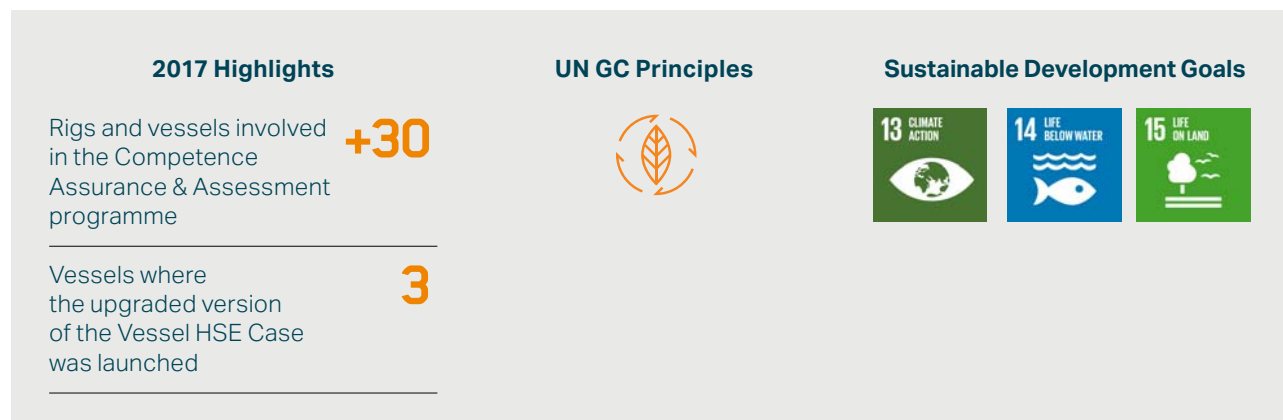 2017 Highlights
Rigs and vessels involved
in the Competence
Assurance & Assessment
programme
+30
Vessels where
the upgraded version
of the Vessel HSE Case
was launched
3
UN GC Principles
Sustainable Development Goals
13 CLIMATE
ACTION
14 LIFE
BELOW WATER
15 LIFE
ON LAND